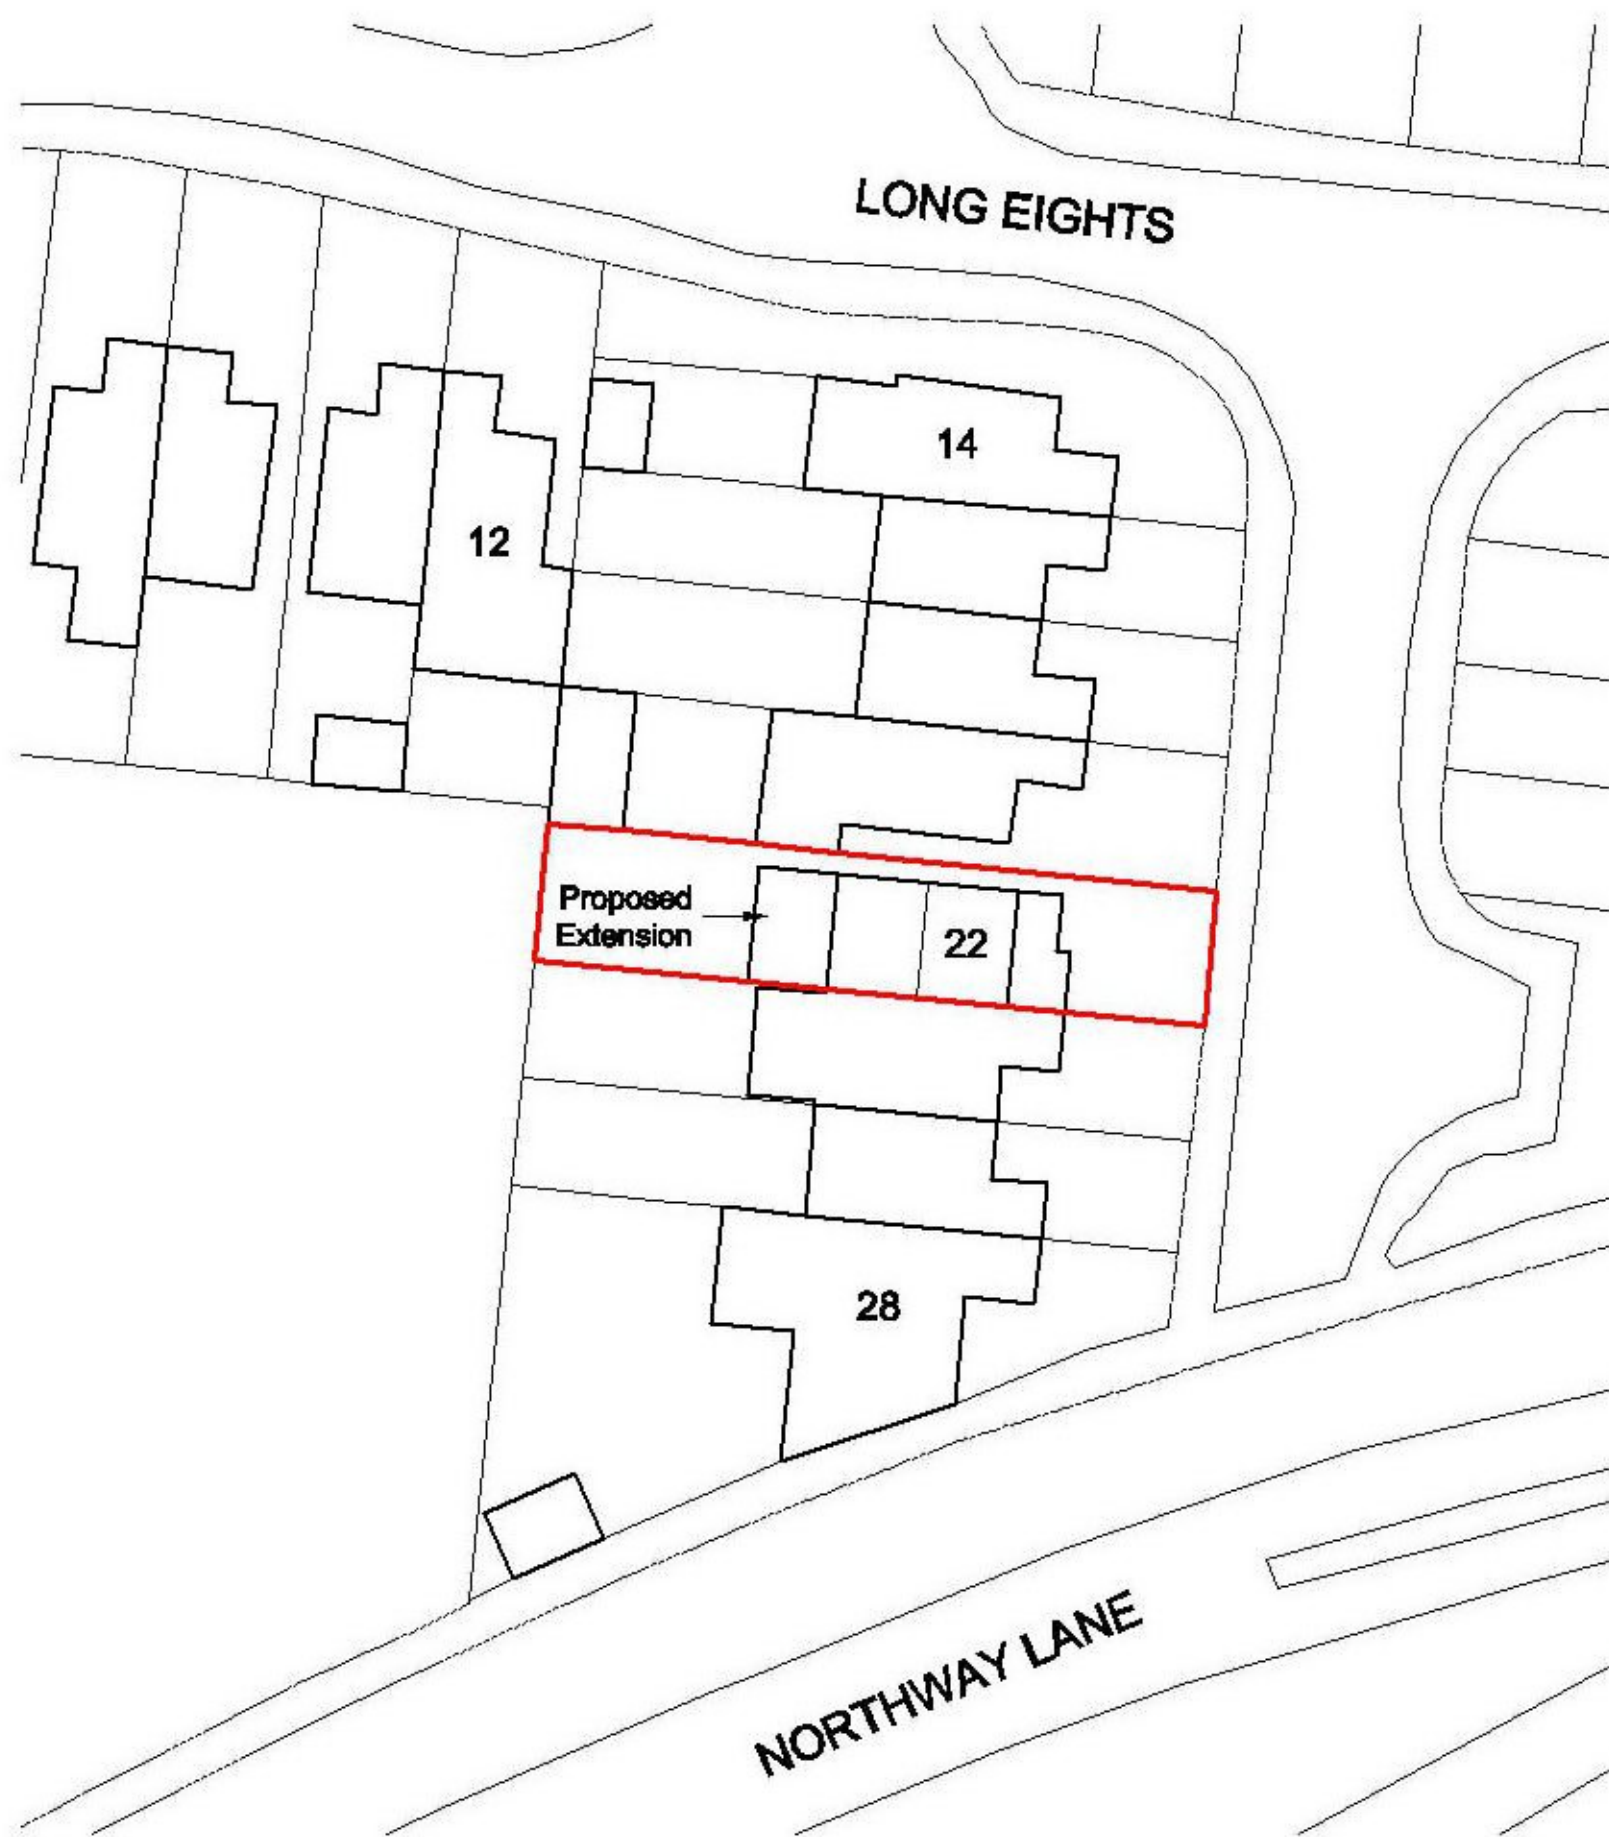 LONG EIGHTS
14
12
Proposed
Extension
22
28
NORTHWAY LANE